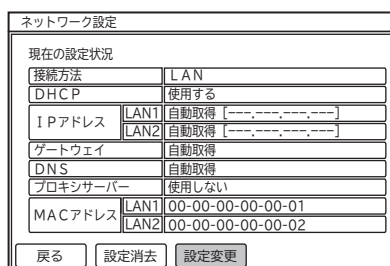 ネットワーク設定
現在の設定状況
接続方法 ＬＡＮ
ＤＨＣＰ 使用する
ＩＰアドレス LAN1 自動取得［---.---.---.---］
LAN2 自動取得［---.---.---.---］
ゲートウェイ 自動取得
ＤＮＳ 自動取得
プロキシサーバー 使用しない
ＭＡＣアドレス LAN1 00-00-00-00-00-01
LAN2 00-00-00-00-00-02
戻る 設定消去 設定変更